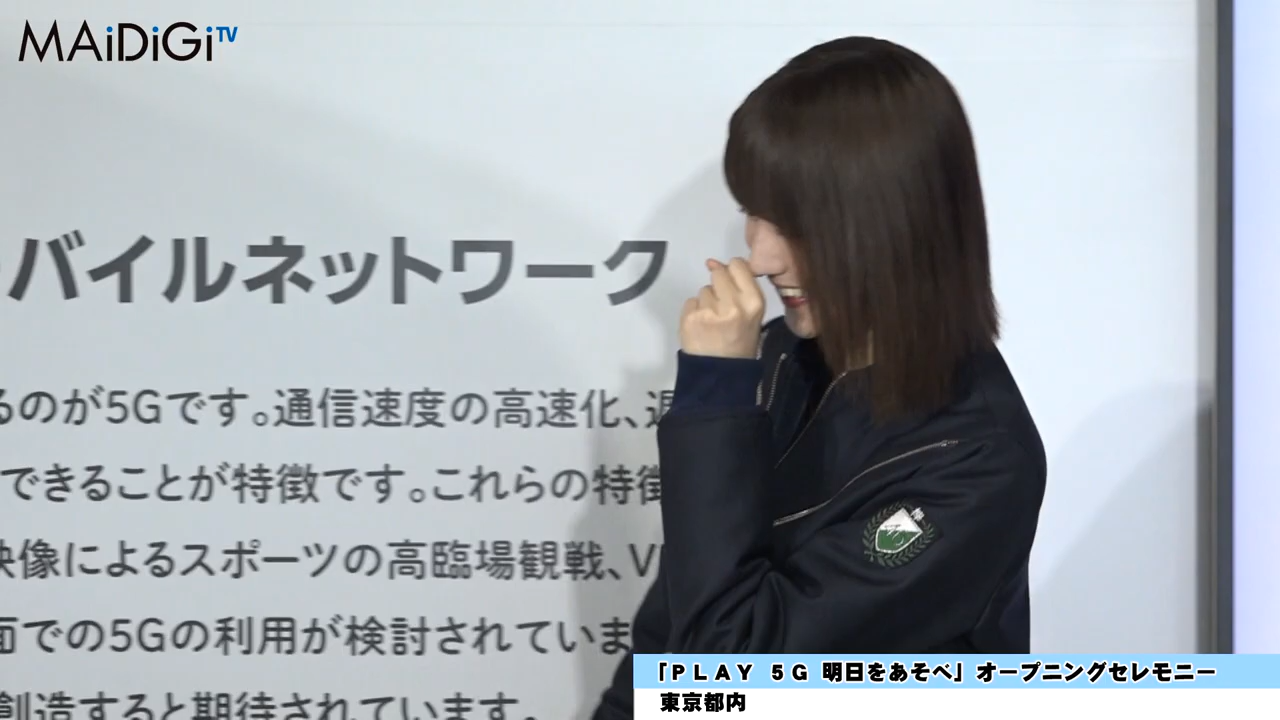 MAiDiGiTV
バイルネットワーク
るのが5Gです。通信速度の高速化、
できることが特徴です。これらの特徴
映像によるスポーツの高臨場観戦、V
面での5Gの利用が検討されていま
創造すると期待されています。
「PLAY 5G 明日をあそべ」オープニングセレモニー
東京都内